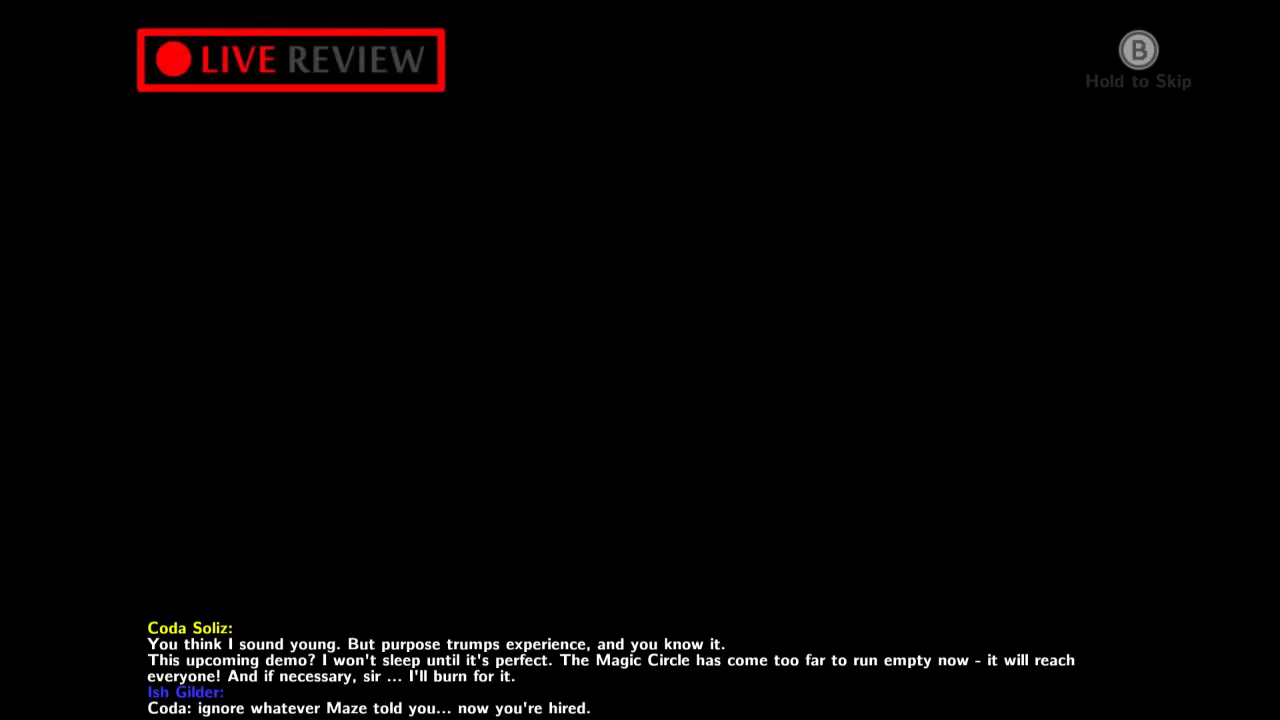 LIVE REVIEW
B
Hold to Skip
Coda Soliz:
You think I sound young. But purpose trumps experience, and you know it.
This upcoming demo? I won't sleep until it's perfect. The Magic Circle has come too far to run empty now - it will reach
everyone! And if necessary, sir ... I'll burn for it.
Ish Gilder:
Coda: ignore whatever Maze told you... now you're hired.